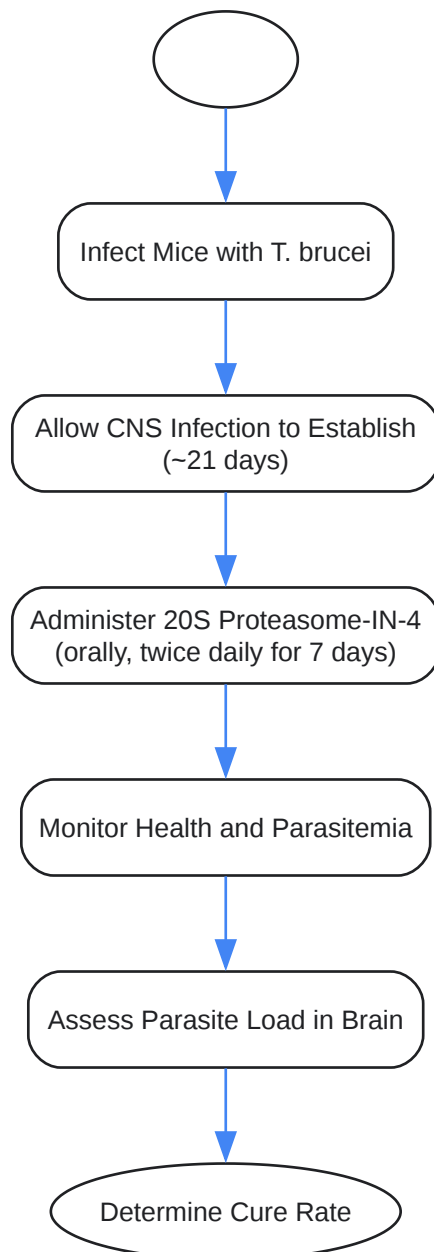 Infect Mice with T. brucei
Allow CNS Infection to Establish
(~21 days)
Administer 20S Proteasome-IN-4
(orally, twice daily for 7 days)
Monitor Health and Parasitemia
Assess Parasite Load in Brain
Determine Cure Rate